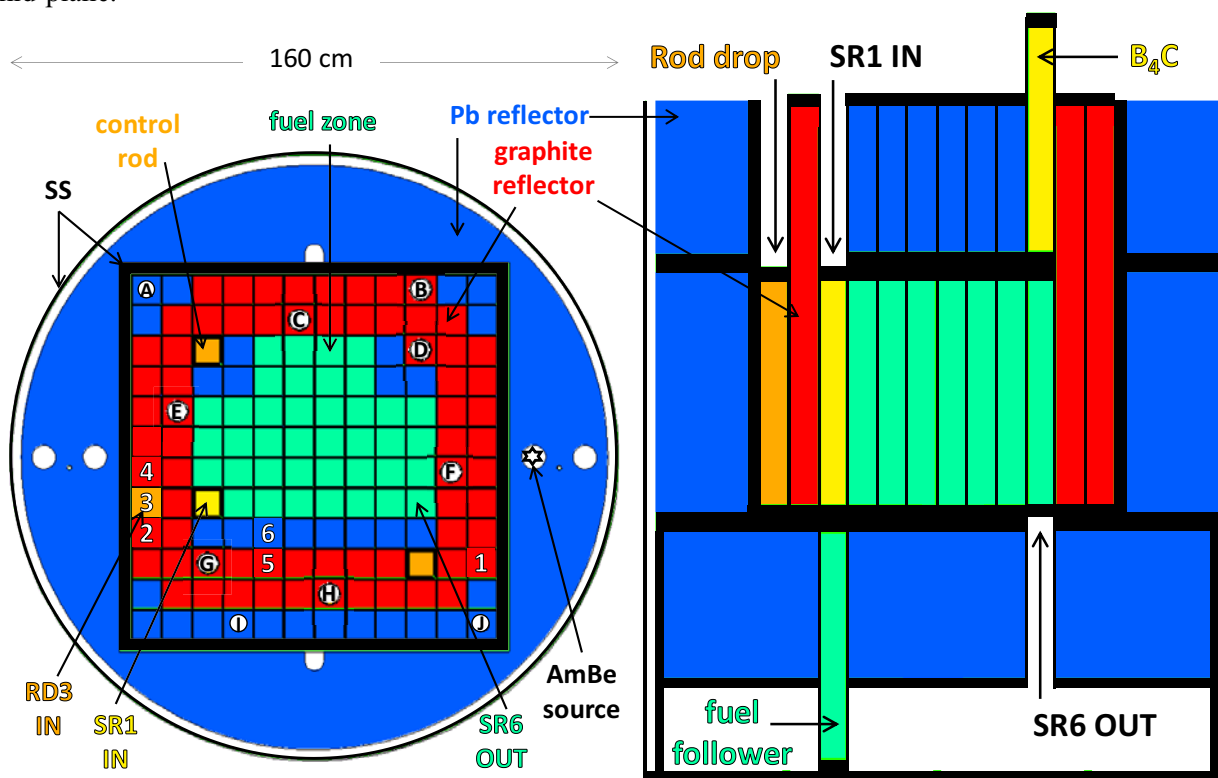 mid-plane.
160 cm
Rod drop
SR1 IN
B₄C
control
rod
fuel zone
Pb reflector
graphite
reflector
SS
A
B
C
D
E
4
F
3
2
6
G
5
1
H
I
J
RD3
IN
SR1
IN
SR6
OUT
AmBe
source
fuel
follower
SR6 OUT